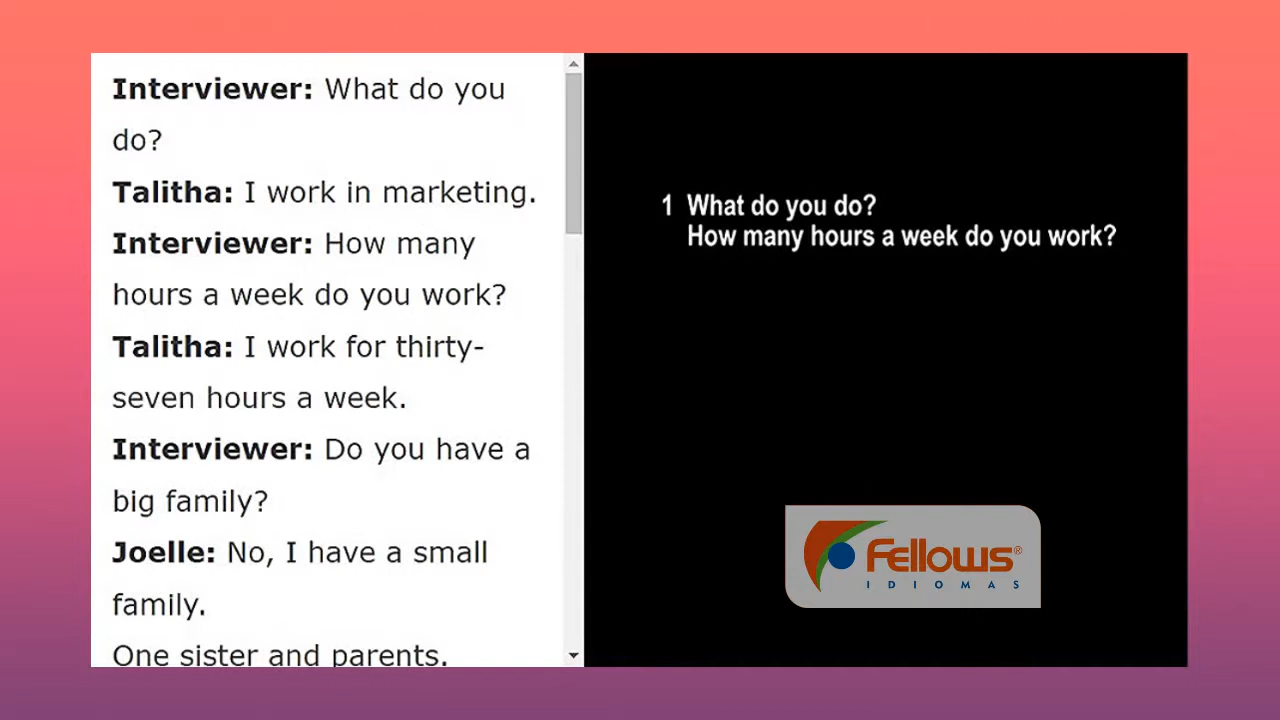 Interviewer: What do you
do?
Talitha: I work in marketing.
Interviewer: How many
hours a week do you work?
Talitha: I work for thirty-
seven hours a week.
Interviewer: Do you have a
big family?
Joelle: No, I have a small
family.
One sister and parents.
1 What do you do?
How many hours a week do you work?
Fellows®
IDIOMAS